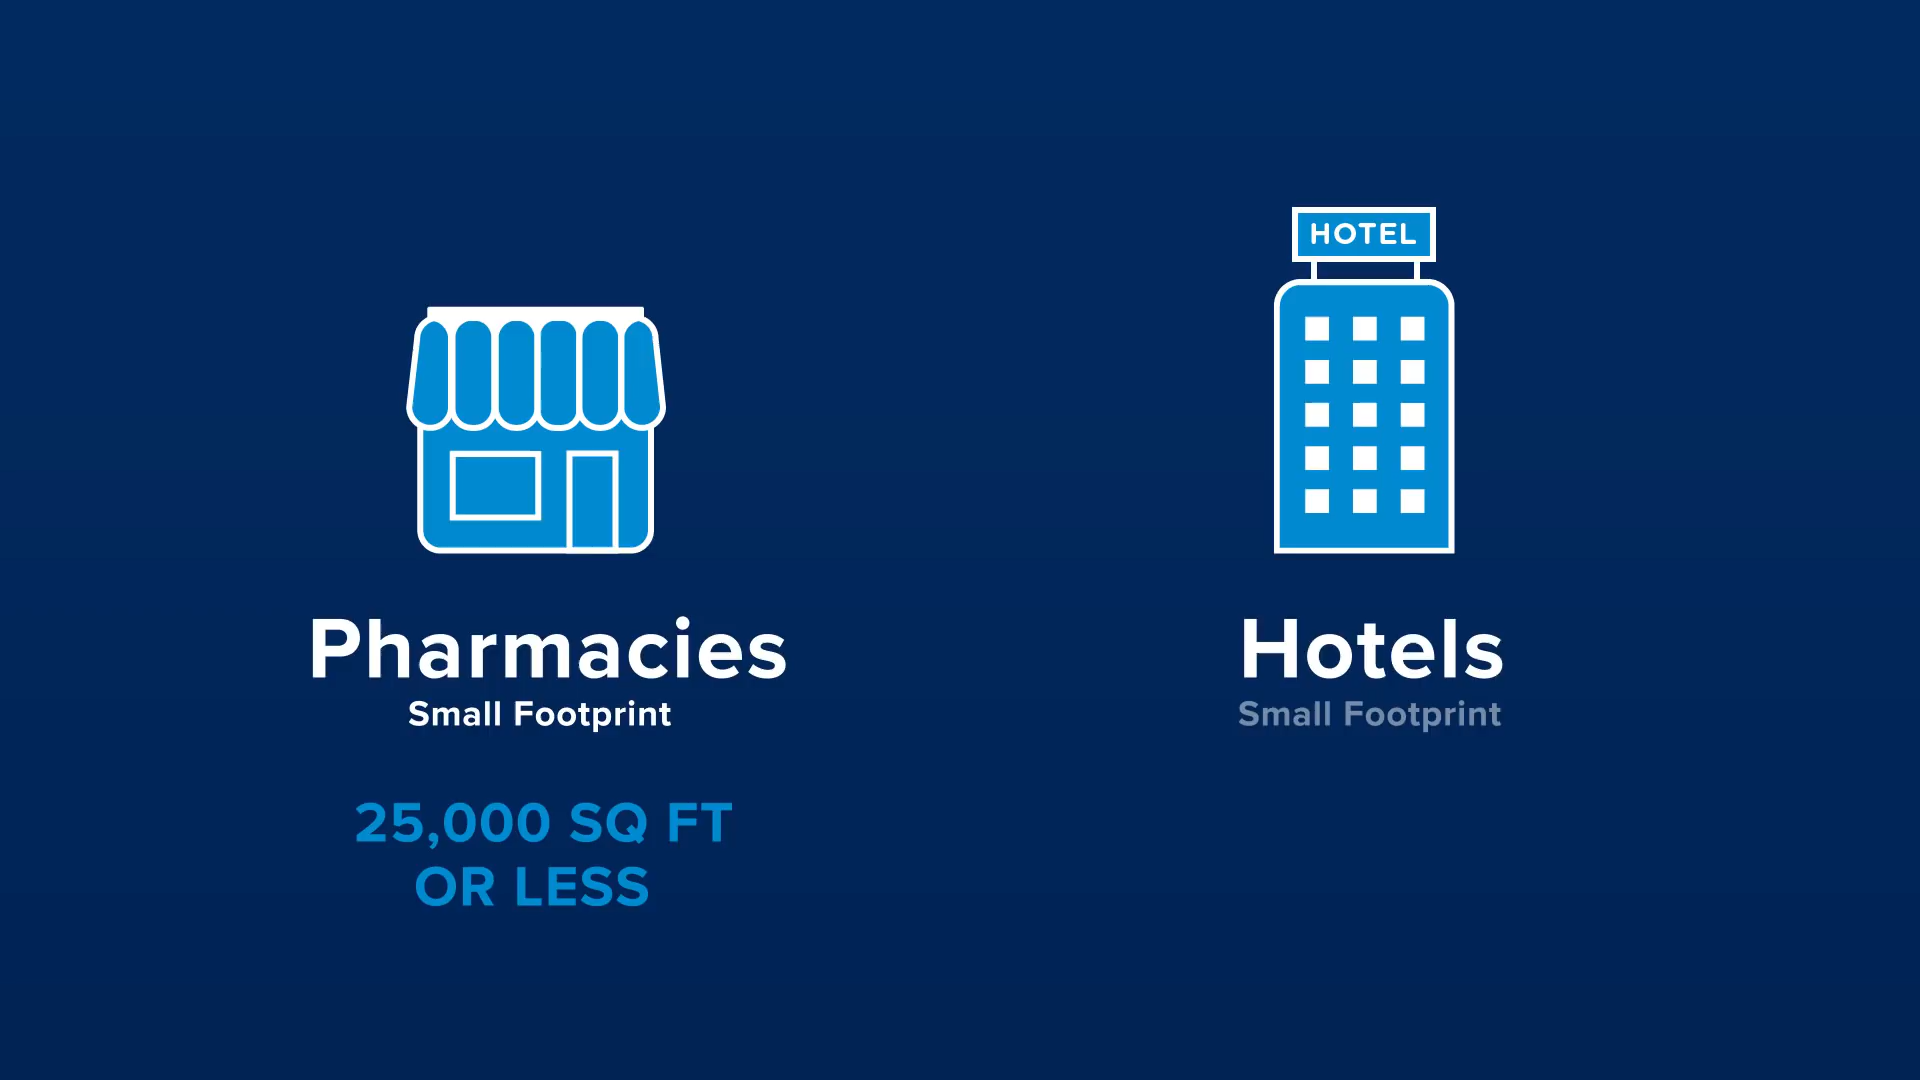 HOTEL
Pharmacies
Small Footprint
25,000 SQ FT
OR LESS
Hotels
Small Footprint